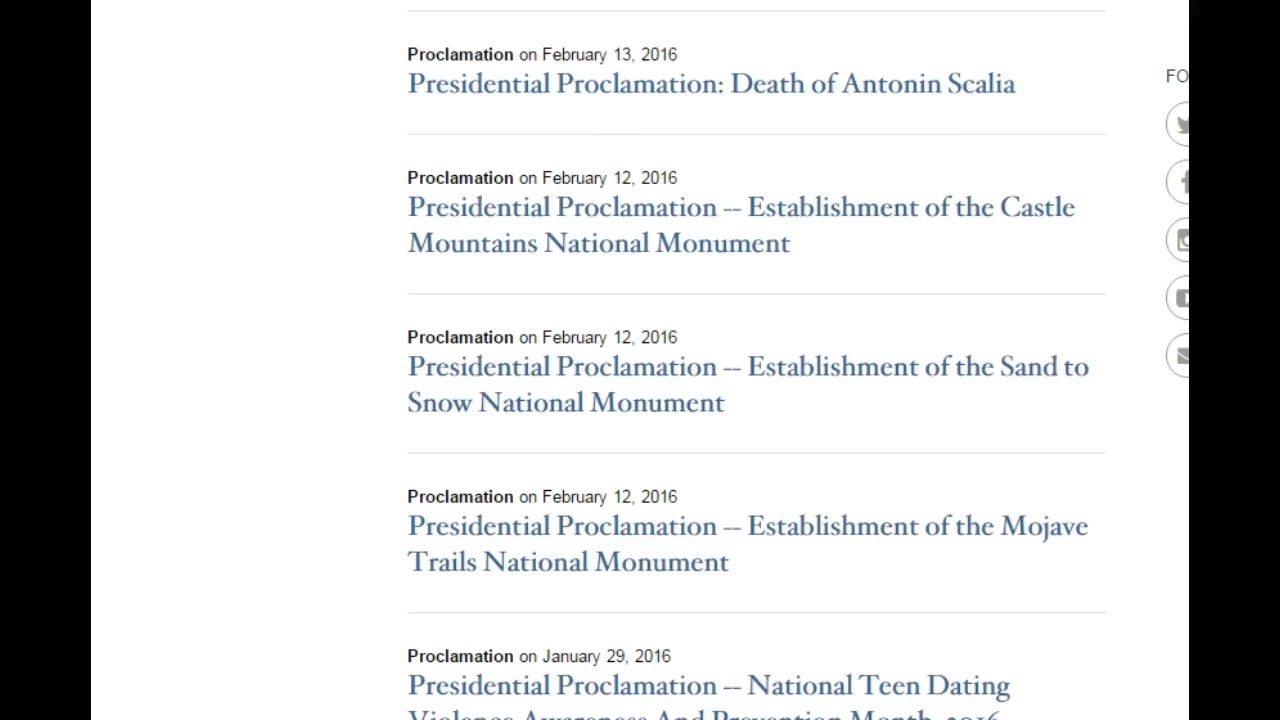 Proclamation on February 13, 2016
Presidential Proclamation: Death of Antonin Scalia
FO
Proclamation on February 12, 2016
Presidential Proclamation -- Establishment of the Castle
Mountains National Monument
Proclamation on February 12, 2016
Presidential Proclamation -- Establishment of the Sand to
Snow National Monument
Proclamation on February 12, 2016
Presidential Proclamation -- Establishment of the Mojave
Trails National Monument
Proclamation on January 29, 2016
Presidential Proclamation -- National Teen Dating
Violence Awareness And Prevention Month, 2016